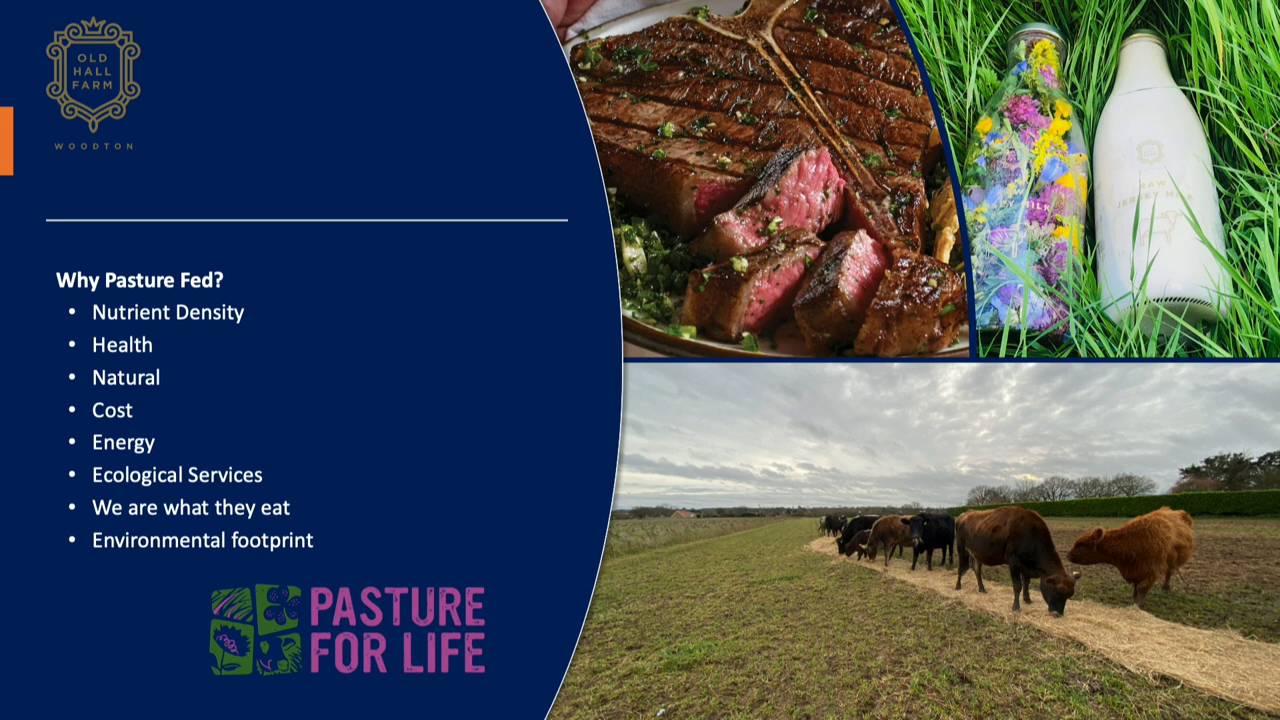 OLD
HALL
FARM
WOODTON
Why Pasture Fed?
• Nutrient Density
• Health
• Natural
• Cost
• Energy
• Ecological Services
• We are what they eat
• Environmental footprint
PASTURE
FOR LIFE
MILK
RAW
JERSEY MILK